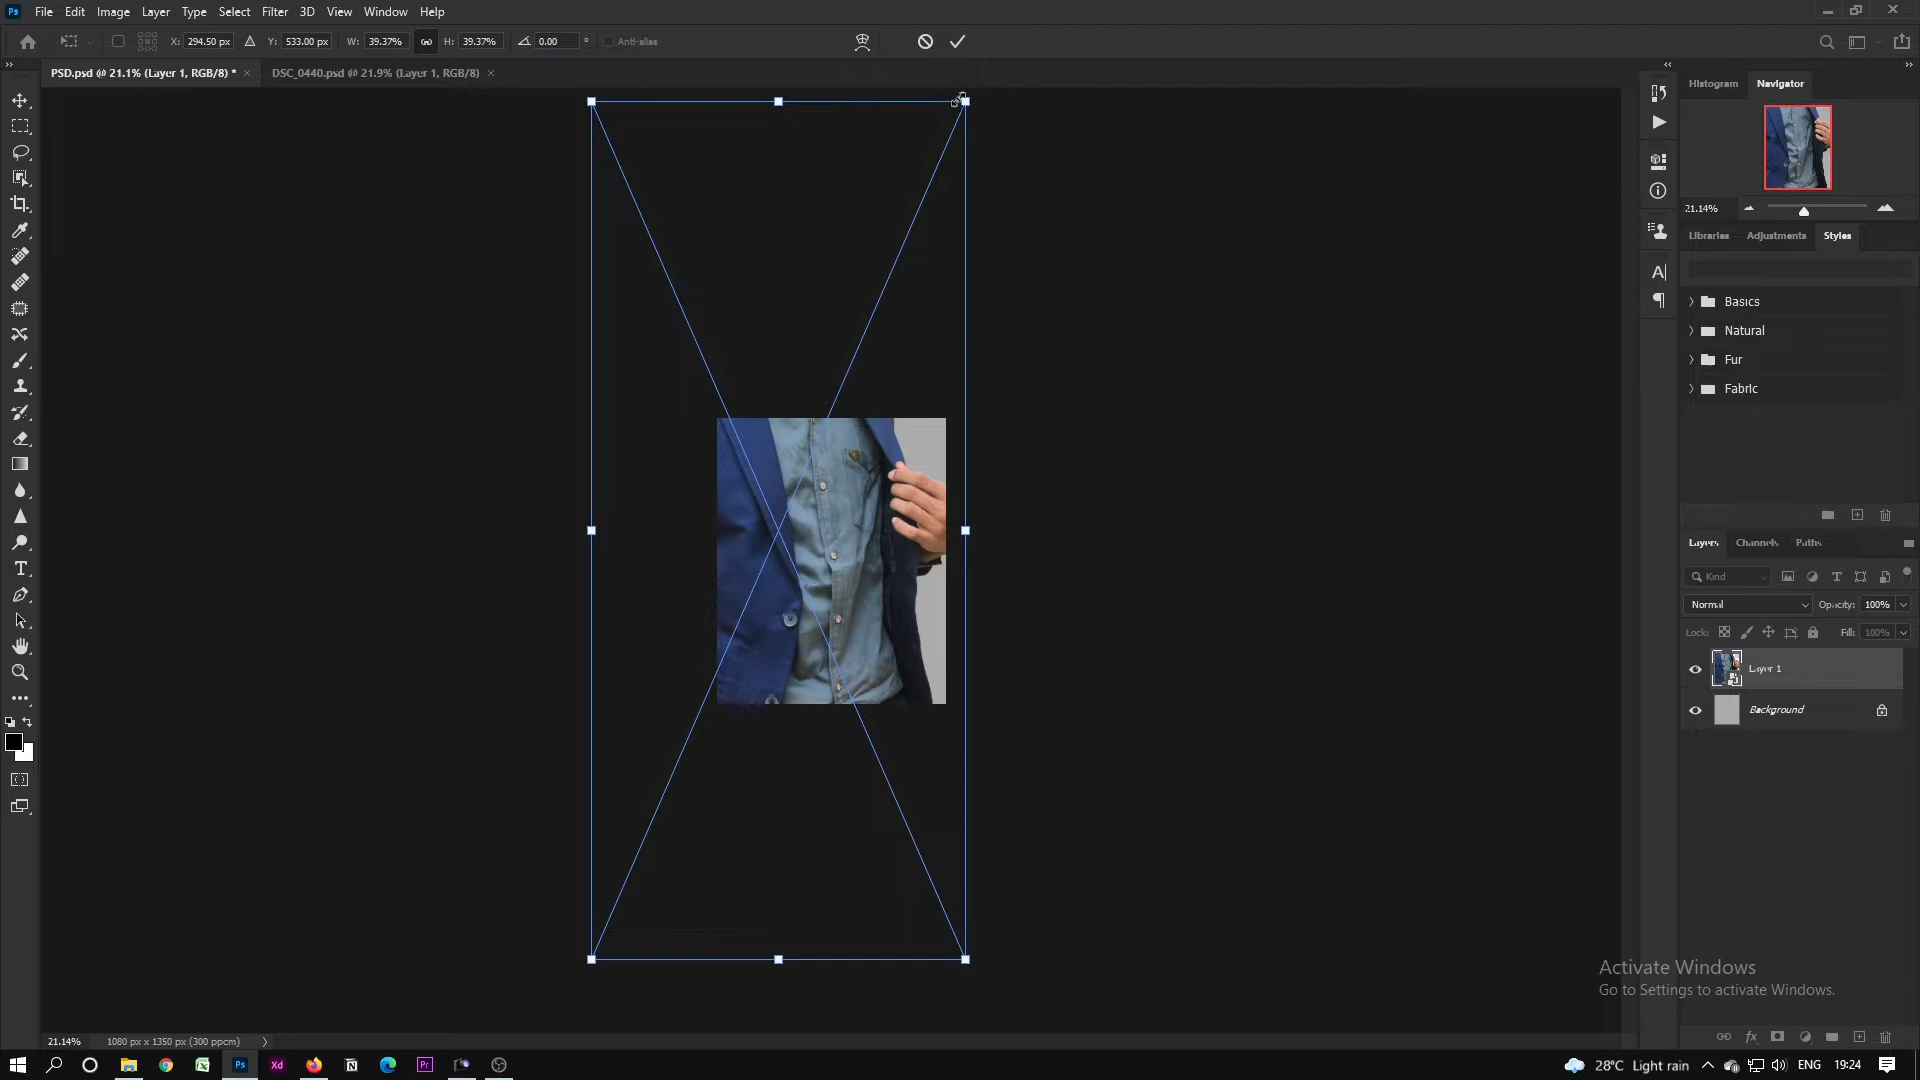 Ps File Edit Image Layer Type Select Filter 3D View Window Help
X: 294.50 px Y: 533.00 px W: 39.37% H: 39.37% 0.00 ° Anti-alias
PSD.psd @ 21.1% (Layer 1, RGB/8) * × DSC_0440.psd @ 21.9% (Layer 1, RGB/8) ×
Histogram Navigator
21.14%
Libraries Adjustments Styles
Basics
Natural
Fur
Fabric
Layers Channels Paths
Kind
Normal Opacity: 100%
Lock: Fill: 100%
Layer 1
Background
Activate Windows
Go to Settings to activate Windows.
21.14% 1080 px x 1350 px (300 ppcm)
Ps Xd Pr 28°C Light rain ENG 19:24